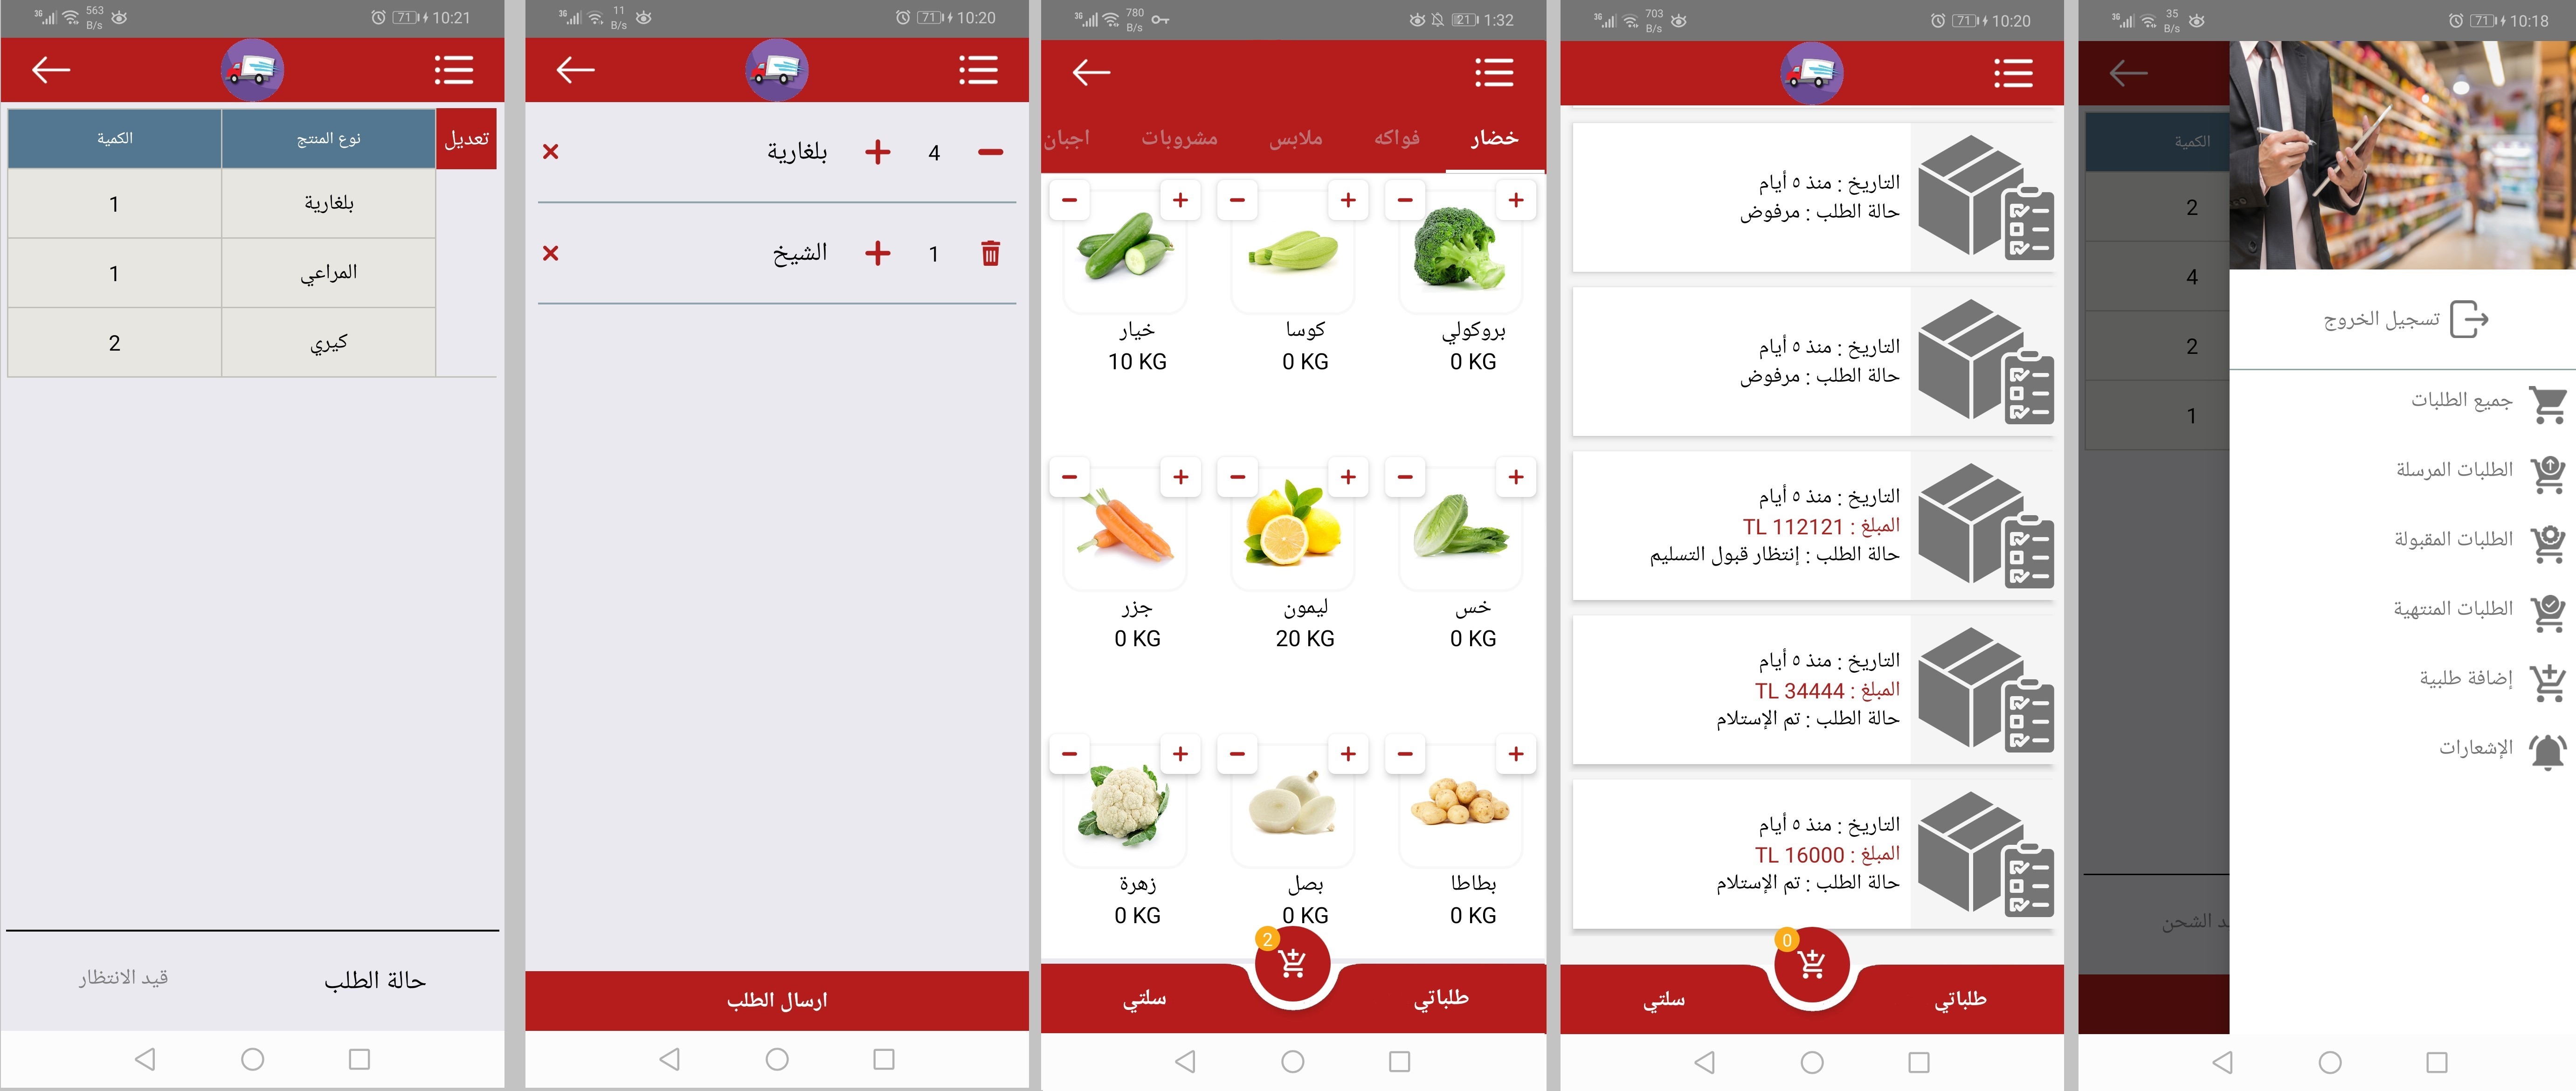 3G 563 B/s 71 10:21
تعديل نوع المنتج الكمية
بلغارية 1
المراعي 1
كيري 2
حالة الطلب قيد الانتظار
3G 11 B/s 71 10:20
4 بلغارية
1 الشيخ
ارسال الطلب
3G 780 B/s 21 1:32
خضار فواكه ملابس مشروبات اجبان
بروكولي كوسا خيار
0 KG 0 KG 10 KG
خس ليمون جزر
0 KG 20 KG 0 KG
بطاطا بصل زهرة
0 KG 0 KG 0 KG
2
طلباتي سلتي
3G 703 B/s 71 10:20
التاريخ : منذ ٥ أيام
حالة الطلب : مرفوض
التاريخ : منذ ٥ أيام
حالة الطلب : مرفوض
التاريخ : منذ ٥ أيام
المبلغ : 112121 TL
حالة الطلب : إنتظار قبول التسليم
التاريخ : منذ ٥ أيام
المبلغ : 34444 TL
حالة الطلب : تم الإستلام
التاريخ : منذ ٥ أيام
المبلغ : 16000 TL
حالة الطلب : تم الإستلام
0
طلباتي سلتي
3G 35 B/s 71 10:18
تسجيل الخروج
جميع الطلبات
الطلبات المرسلة
الطلبات المقبولة
الطلبات المنتهية
إضافة طلبية
الإشعارات
الكمية
2
4
2
1
الشحن